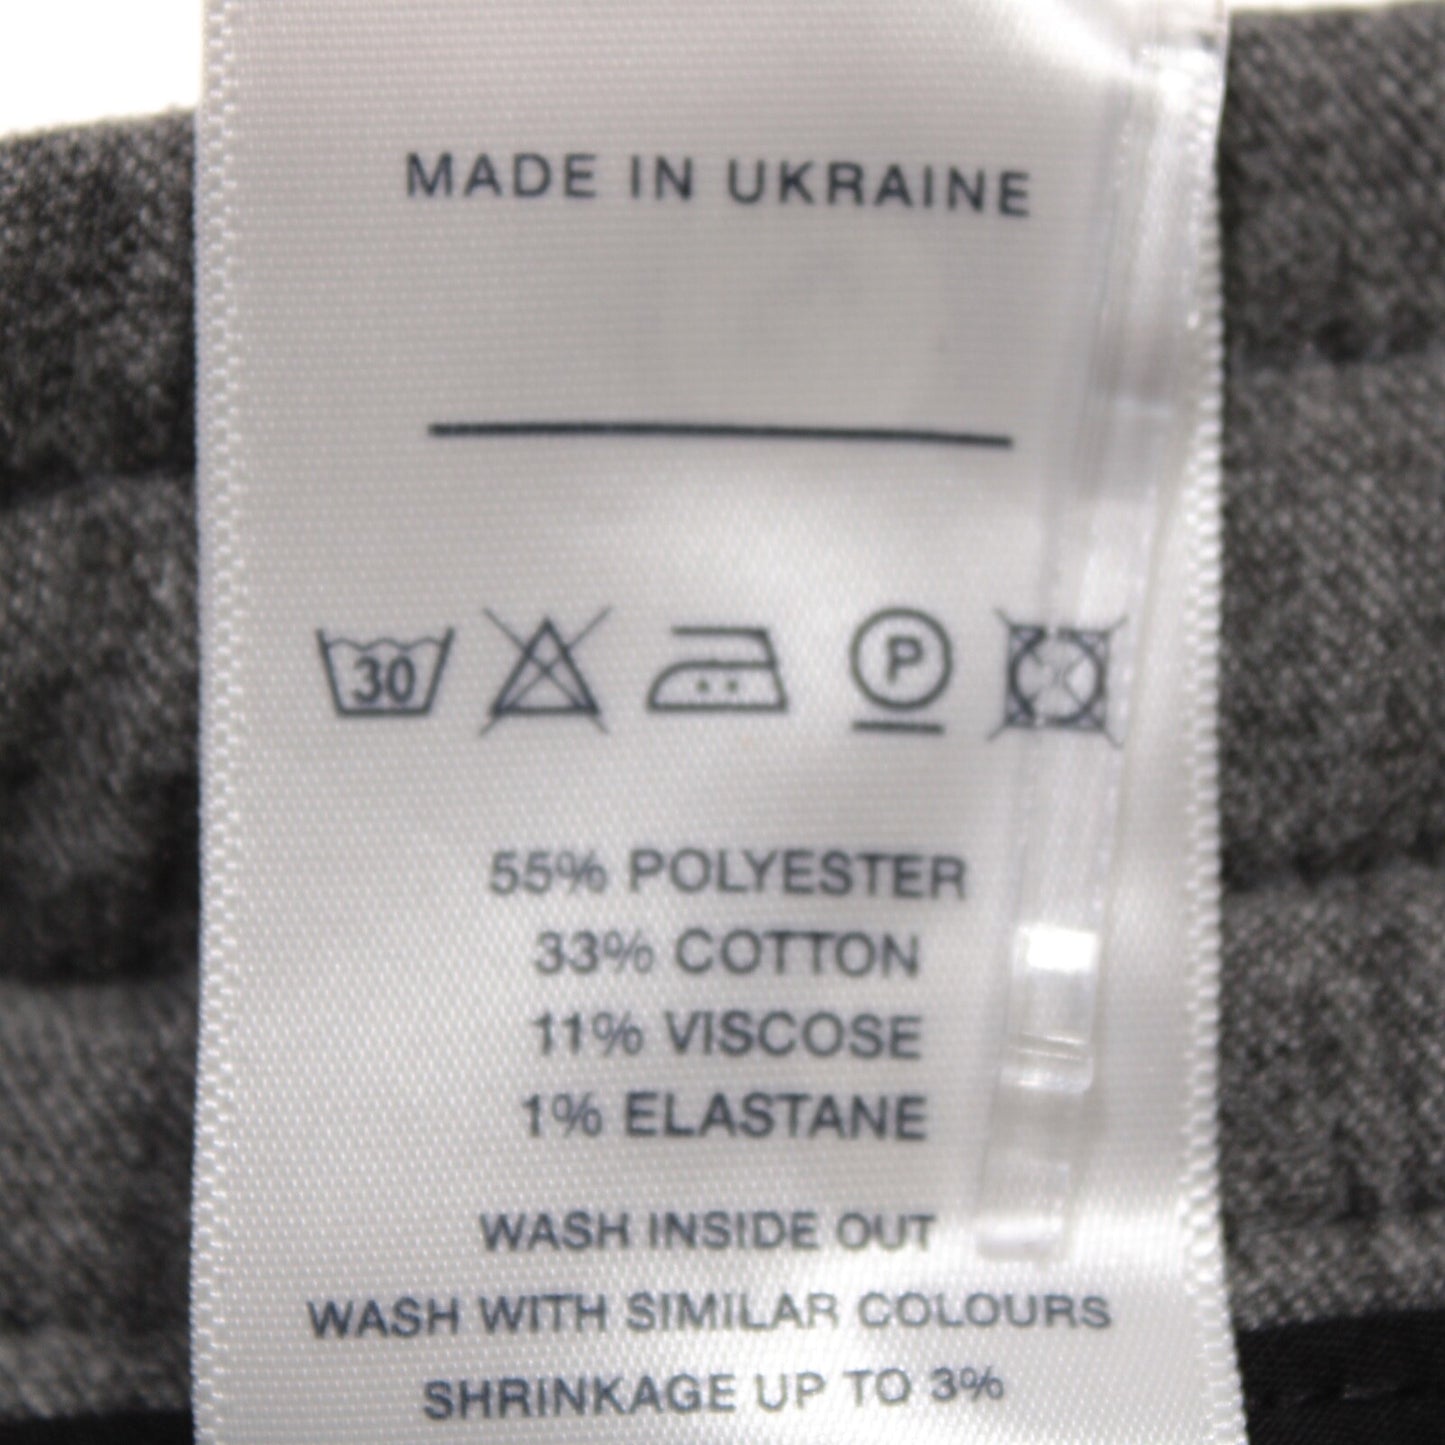 MADE IN UKRAINE
30 P
55% POLYESTER
33% COTTON
11% VISCOSE
1% ELASTANE
WASH INSIDE OUT
WASH WITH SIMILAR COLOURS
SHRINKAGE UP TO 3%